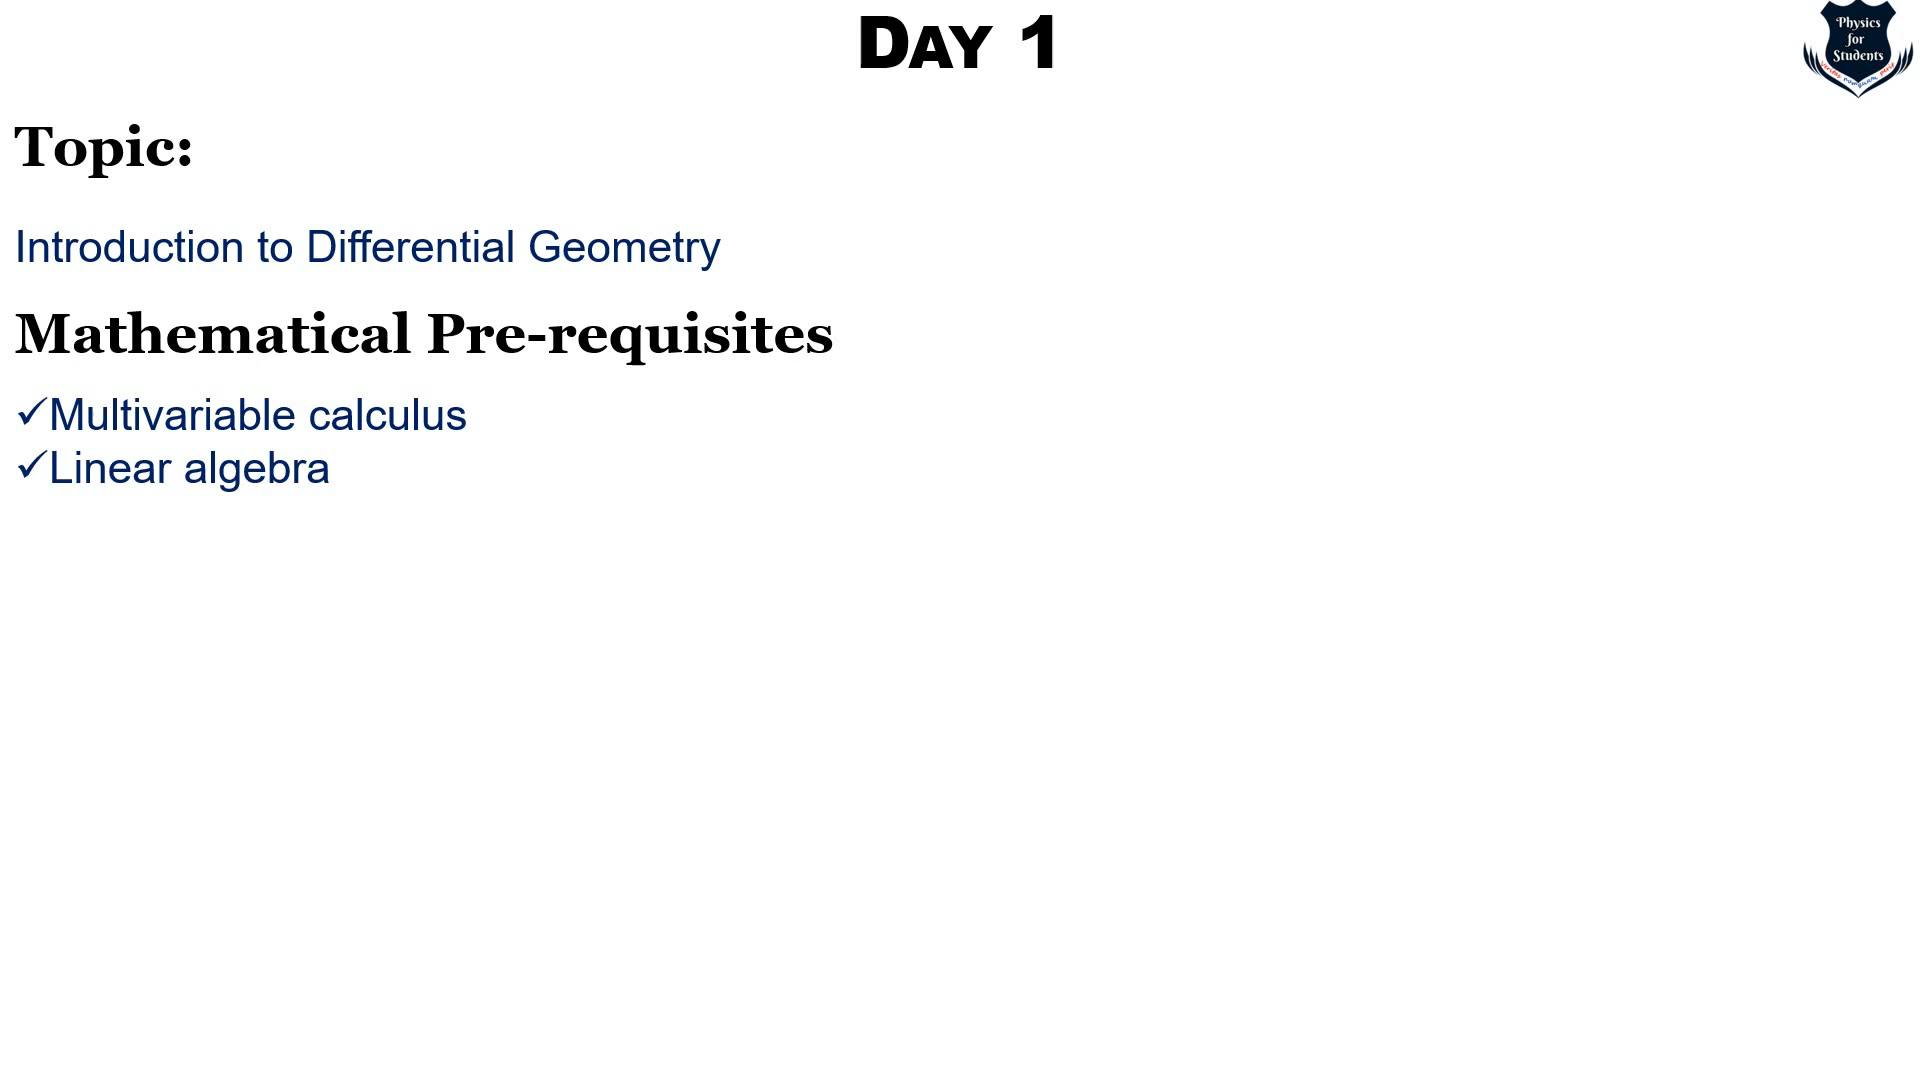 DAY 1
Physics
for
Students
Topic:
Introduction to Differential Geometry
Mathematical Pre-requisites
✓Multivariable calculus
✓Linear algebra